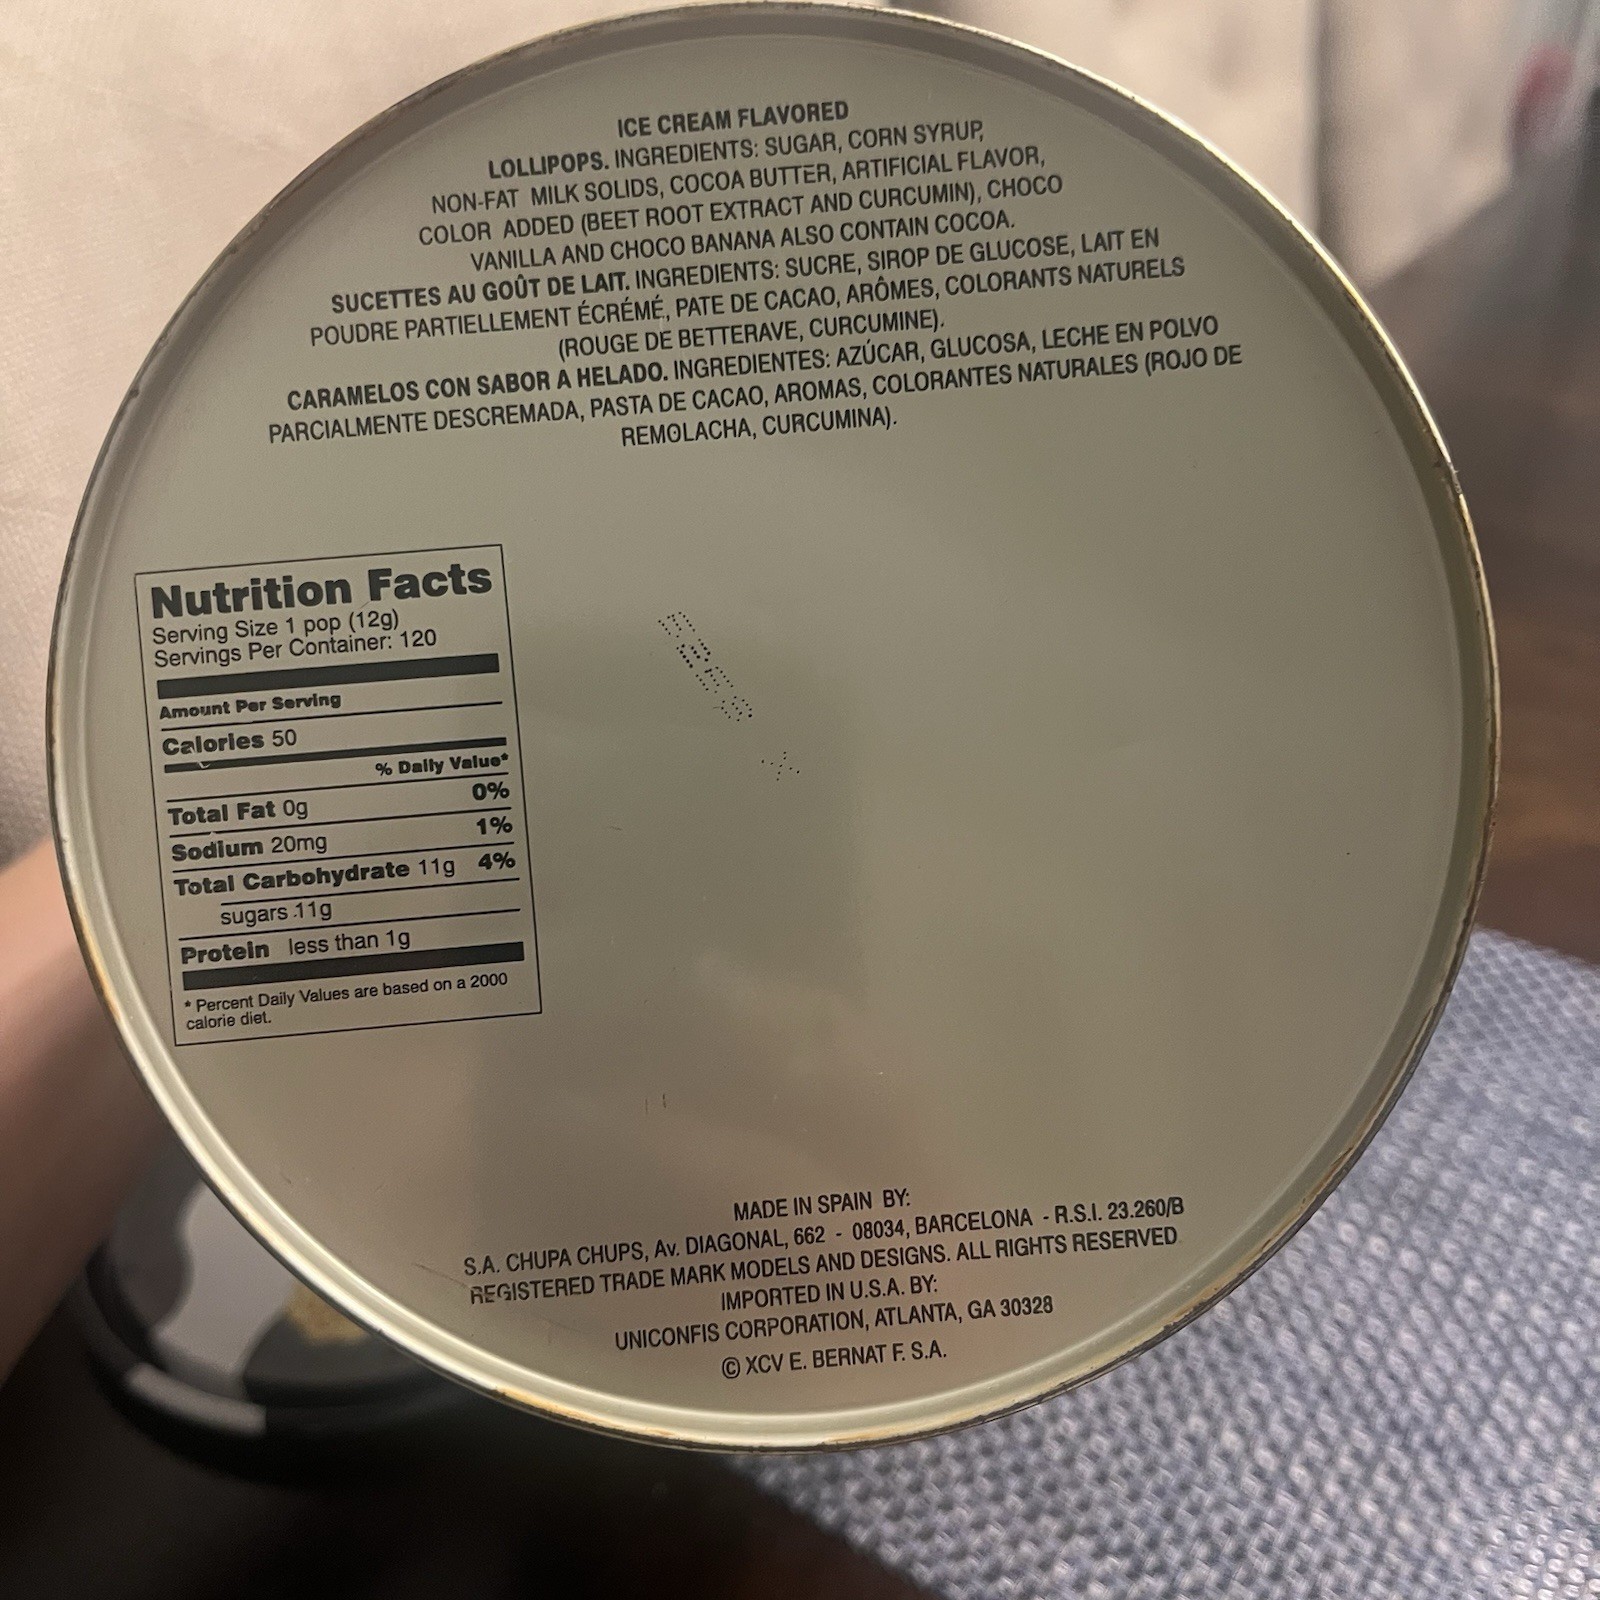 ICE CREAM FLAVORED
LOLLIPOPS. INGREDIENTS: SUGAR, CORN SYRUP,
NON-FAT MILK SOLIDS, COCOA BUTTER, ARTIFICIAL FLAVOR,
COLOR ADDED (BEET ROOT EXTRACT AND CURCUMIN), CHOCO
VANILLA AND CHOCO BANANA ALSO CONTAIN COCOA.
SUCETTES AU GOÛT DE LAIT. INGREDIENTS: SUCRE, SIROP DE GLUCOSE, LAIT EN
POUDRE PARTIELLEMENT ÉCRÉMÉ, PATE DE CACAO, ARÔMES, COLORANTS NATURELS
(ROUGE DE BETTERAVE, CURCUMINE).
CARAMELOS CON SABOR A HELADO. INGREDIENTES: AZÚCAR, GLUCOSA, LECHE EN POLVO
PARCIALMENTE DESCREMADA, PASTA DE CACAO, AROMAS, COLORANTES NATURALES (ROJO DE
REMOLACHA, CURCUMINA).
Nutrition Facts
Serving Size 1 pop (12g)
Servings Per Container: 120
Amount Per Serving
Calories 50
% Daily Value*
Total Fat 0g 0%
Sodium 20mg 1%
Total Carbohydrate 11g 4%
sugars 11g
Protein less than 1g
* Percent Daily Values are based on a 2000
calorie diet.
MADE IN SPAIN BY:
S.A. CHUPA CHUPS, Av. DIAGONAL, 662 - 08034, BARCELONA - R.S.I. 23.260/B
REGISTERED TRADE MARK MODELS AND DESIGNS. ALL RIGHTS RESERVED
IMPORTED IN U.S.A. BY:
UNICONFIS CORPORATION, ATLANTA, GA 30328
© XCV E. BERNAT F. S.A.